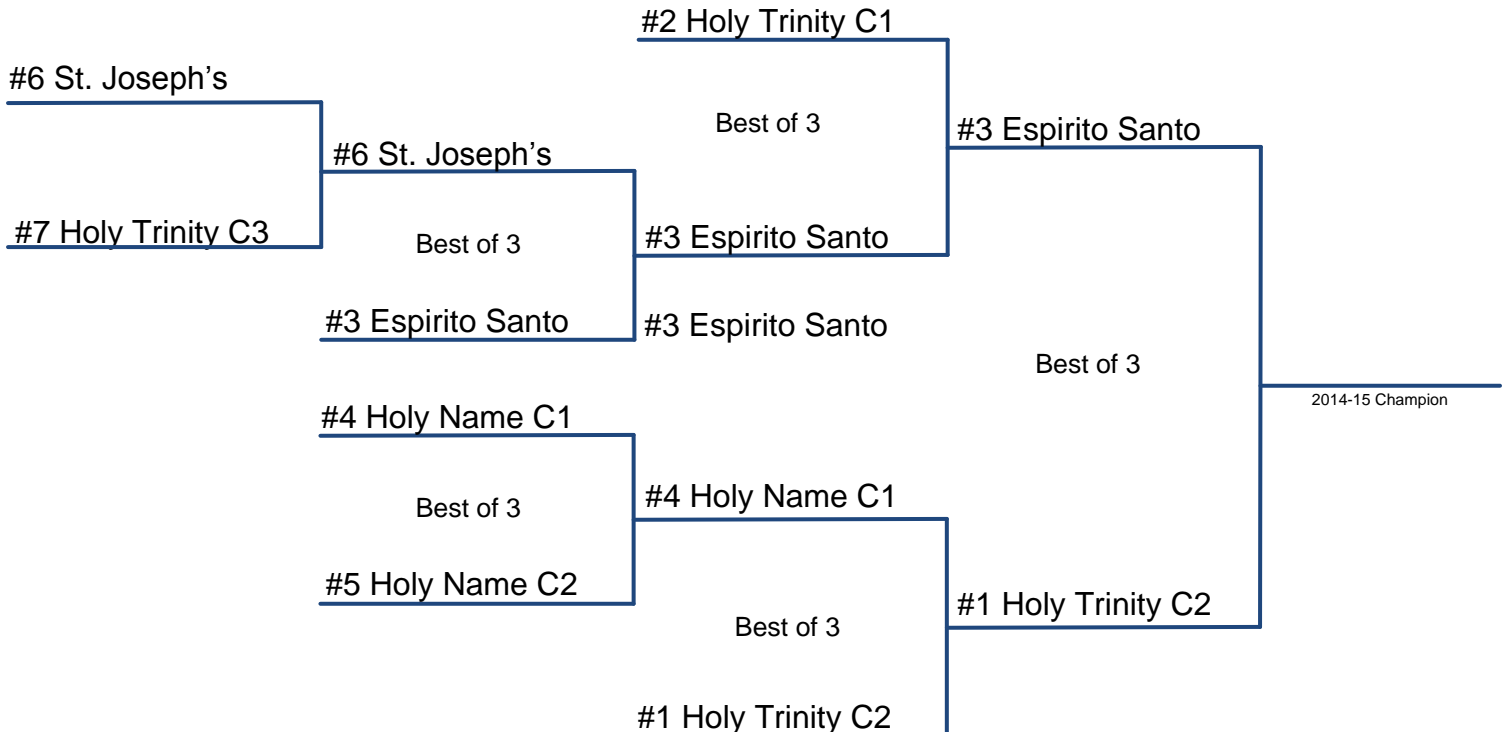 #2 Holy Trinity C1
#6 St. Joseph's
Best of 3
#3 Espirito Santo
#6 St. Joseph's
#7 Holy Trinity C3
Best of 3
#3 Espirito Santo
#3 Espirito Santo
#3 Espirito Santo
Best of 3
2014-15 Champion
#4 Holy Name C1
Best of 3
#4 Holy Name C1
#5 Holy Name C2
#1 Holy Trinity C2
Best of 3
#1 Holy Trinity C2